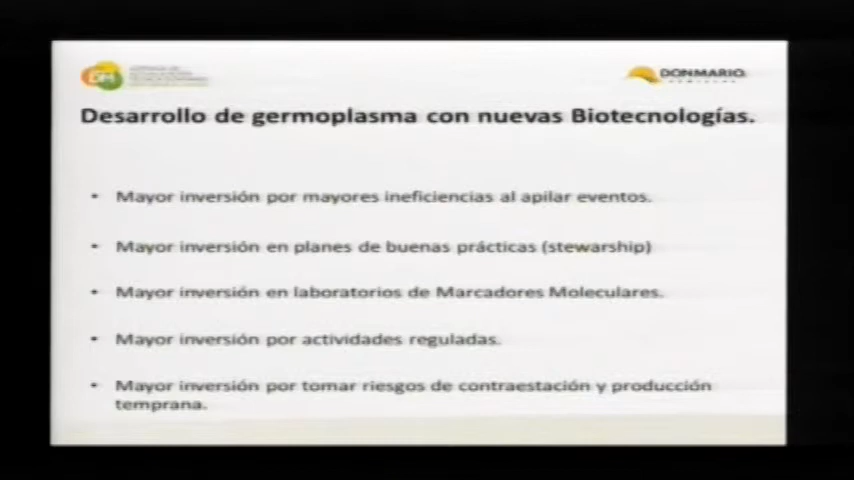 DM
DONMARIO
Desarrollo de germoplasma con nuevas Biotecnologías.
• Mayor inversión por mayores ineficiencias al apilar eventos.
• Mayor inversión en planes de buenas prácticas (stewarship)
• Mayor inversión en laboratorios de Marcadores Moleculares.
• Mayor inversión por actividades reguladas.
• Mayor inversión por tomar riesgos de contraestación y producción
temprana.